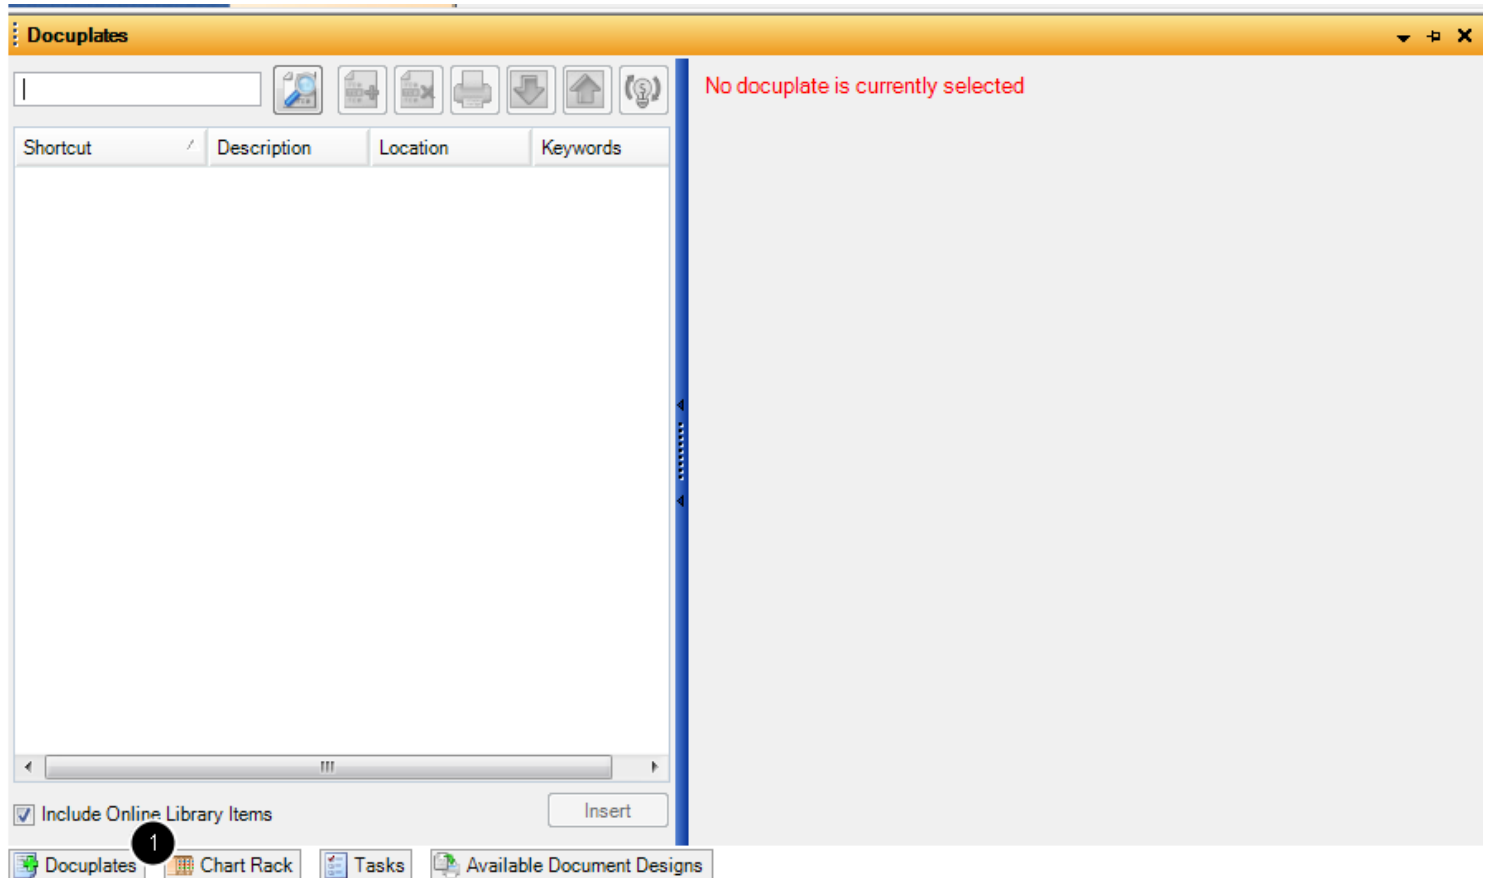 Docuplates
No docuplate is currently selected
Shortcut Description Location Keywords
Include Online Library Items Insert
1
Docuplates Chart Rack Tasks Available Document Designs